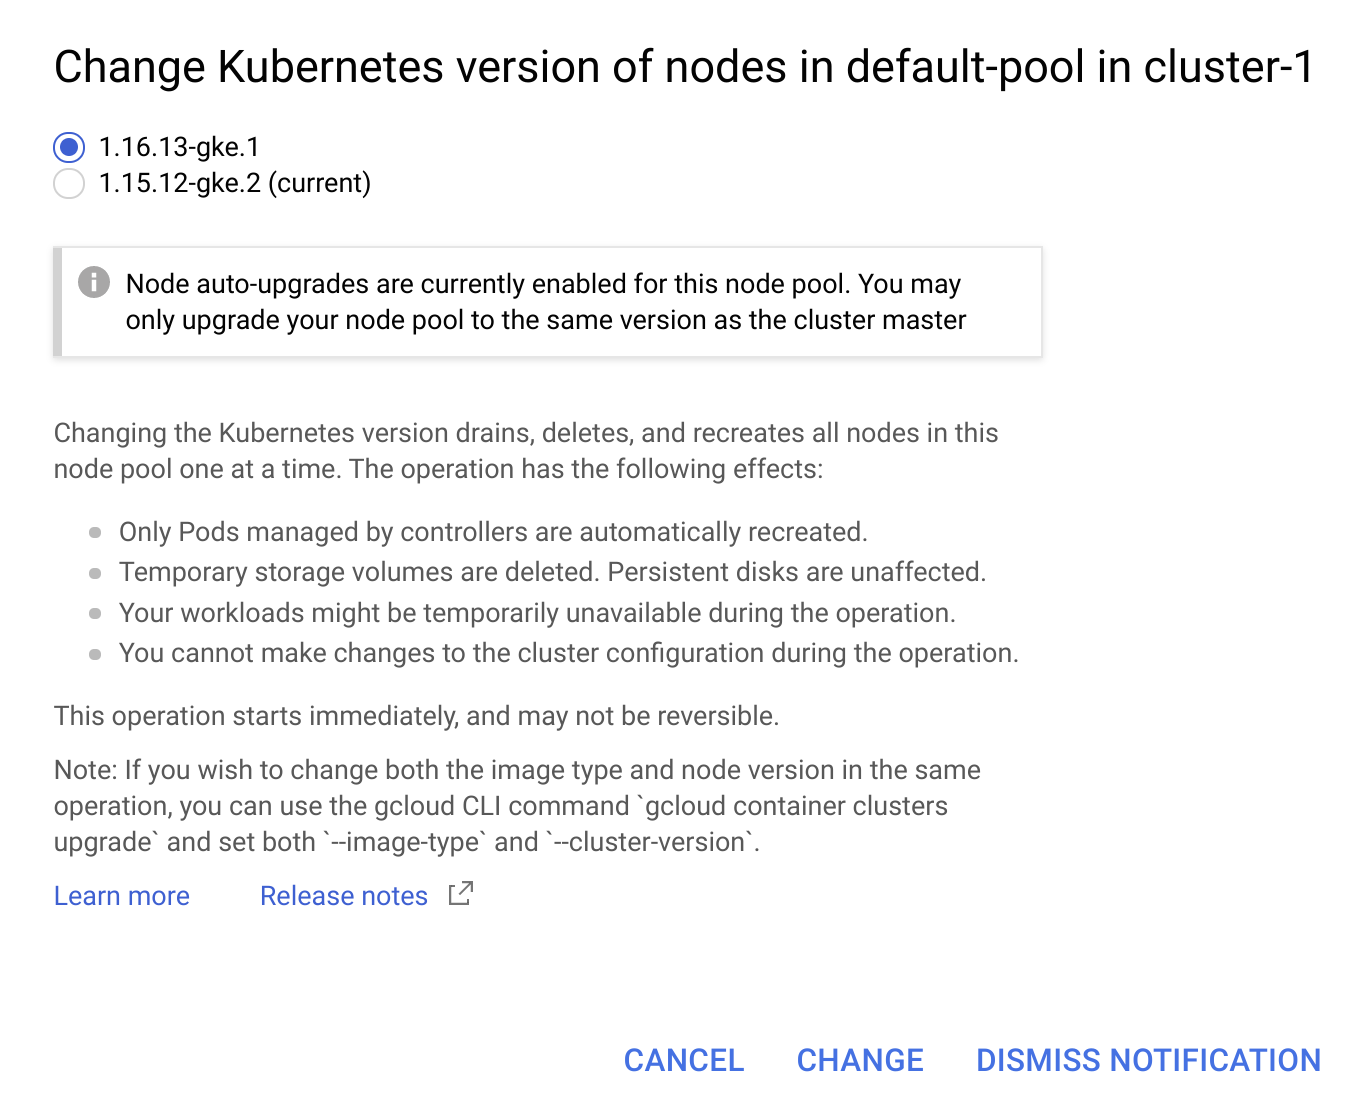 Change Kubernetes version of nodes in default-pool in cluster-1
1.16.13-gke.1
1.15.12-gke.2 (current)
Node auto-upgrades are currently enabled for this node pool. You may
only upgrade your node pool to the same version as the cluster master
Changing the Kubernetes version drains, deletes, and recreates all nodes in this
node pool one at a time. The operation has the following effects:
Only Pods managed by controllers are automatically recreated.
Temporary storage volumes are deleted. Persistent disks are unaffected.
Your workloads might be temporarily unavailable during the operation.
You cannot make changes to the cluster configuration during the operation.
This operation starts immediately, and may not be reversible.
Note: If you wish to change both the image type and node version in the same
operation, you can use the gcloud CLI command `gcloud container clusters
upgrade` and set both `--image-type` and `--cluster-version`.
Learn more Release notes
CANCEL CHANGE DISMISS NOTIFICATION